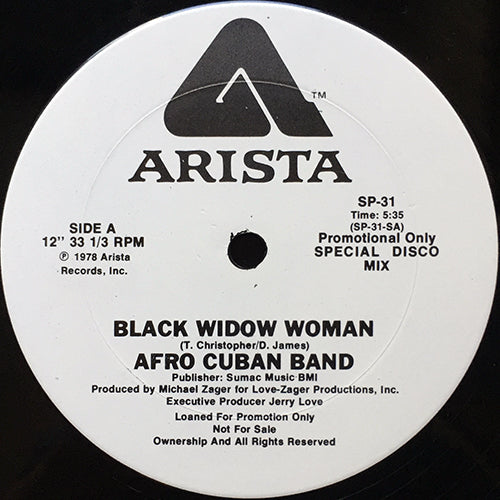 TM
ARISTA
SIDE A
12" 33 1/3 RPM
℗ 1978 Arista
Records, Inc.
SP-31
Time: 5:35
(SP-31-SA)
Promotional Only
SPECIAL DISCO
MIX
BLACK WIDOW WOMAN
(T. Christopher/D. James)
AFRO CUBAN BAND
Publisher: Sumac Music BMI
Produced by Michael Zager for Love-Zager Productions, Inc.
Executive Producer Jerry Love
Loaned For Promotion Only
Not For Sale
Ownership And All Rights Reserved